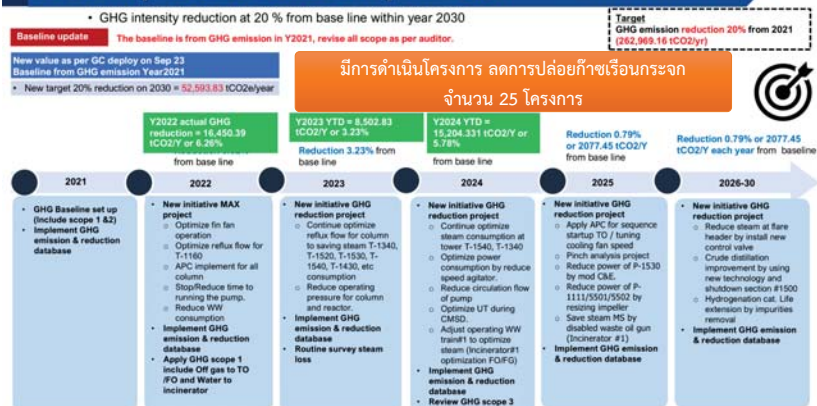 • GHG intensity reduction at 20 % from base line within year 2030
Target
GHG emission reduction 20% from 2021
(262,969.16 tCO2/yr)
Baseline update
The baseline is from GHG emission in Y2021, revise all scope as per auditor.
New value as per GC deploy on Sep 23
Baseline from GHG emission Year2021
• New target 20% reduction on 2030 = 52,593.83 tCO2e/year
มีการดำเนินโครงการ ลดการปล่อยก๊าซเรือนกระจก
จำนวน 25 โครงการ
Y2022 actual GHG
reduction = 16,450.39
tCO2/Y or 6.26%
from base line
Y2023 YTD = 8,502.83
tCO2/Y or 3.23%
Reduction 3.23% from
base line
Y2024 YTD =
15,204.331 tCO2/Y or
5.78%
from base line
Reduction 0.79%
or 2077.45 tCO2/Y
from base line
Reduction 0.79% or 2077.45
tCO2/Y each year from baseline
2021
2022
2023
2024
2025
2026-30
• GHG Baseline set up
(Include scope 1 &2)
• Implement GHG
emission & reduction
database
• New initiative MAX
project
o Optimize fin fan
operation
o Optimize reflux flow for
T-1160
o APC implement for all
column
o Stop/Reduce time to
running the pump.
o Reduce WW
consumption
• Implement GHG
emission & reduction
database
• Apply GHG scope 1
include Off gas to TO
/FO and Water to
incinerator
• New initiative GHG
reduction project
o Continue optimize
reflux flow for column
to saving steam T-1340,
T-1520, T-1530, T-
1540, T-1430, etc
consumption
o Reduce operating
pressure for column
and reactor.
• Implement GHG
emission & reduction
database
• Routine survey steam
loss
• New initiative GHG
reduction project
o Continue optimize
steam consumption at
tower T-1540, T-1340
o Optimize power
consumption by reduce
speed agitator.
o Reduce circulation flow
of pump
o Optimize UT during
CMSD.
o Adjust operating WW
train#1 to optimize
steam (Incinerator#1
optimization FO/FG)
• Implement GHG
emission & reduction
database
• Review GHG scope 3
• New initiative GHG
reduction project
o Apply APC for sequence
startup TO / tuning
cooling fan speed
o Pinch analysis project
o Reduce power of P-1530
by mod C&E.
o Reduce power of P-
1111/5501/5502 by
resizing impeller
o Save steam MS by
disabled waste oil gun
(Incinerator #1)
• Implement GHG emission
& reduction database
• New initiative GHG
reduction project
o Reduce steam at flare
header by install new
control valve
o Crude distillation
improvement by using
new technology and
shutdown section #1500
o Hydrogenation cat. Life
extension by impurities
removal
• Implement GHG emission
& reduction database